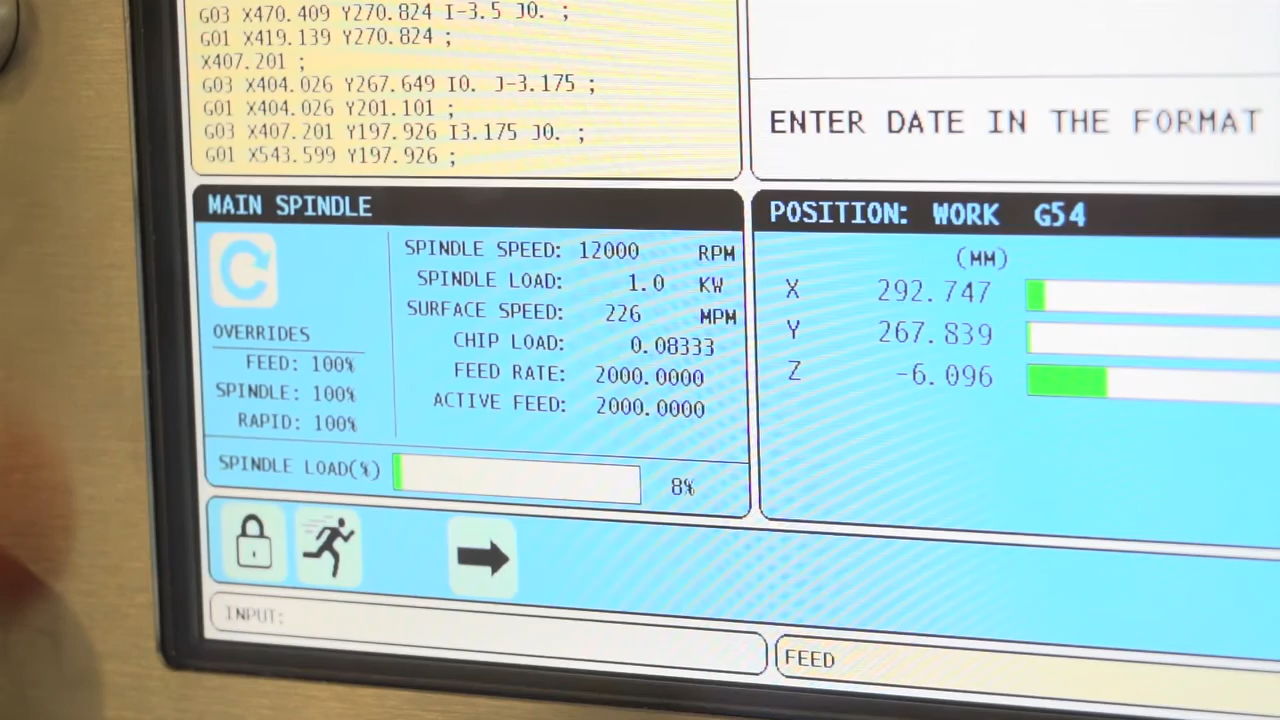 G03 X470.409 Y270.824 I-3.5 J0. ;
G01 X419.139 Y270.824 ;
X407.201 ;
G03 X404.026 Y267.649 I0. J-3.175 ;
G01 X404.026 Y201.101 ;
G03 X407.201 Y197.926 I3.175 J0. ;
G01 X543.599 Y197.926 ;
ENTER DATE IN THE FORMAT
MAIN SPINDLE
OVERRIDES
FEED: 100%
SPINDLE: 100%
RAPID: 100%
SPINDLE SPEED: 12000 RPM
SPINDLE LOAD: 1.0 KW
SURFACE SPEED: 226 MPM
CHIP LOAD: 0.08333
FEED RATE: 2000.0000
ACTIVE FEED: 2000.0000
SPINDLE LOAD(%) 8%
POSITION: WORK G54
(MM)
X 292.747
Y 267.839
Z -6.096
INPUT:
FEED